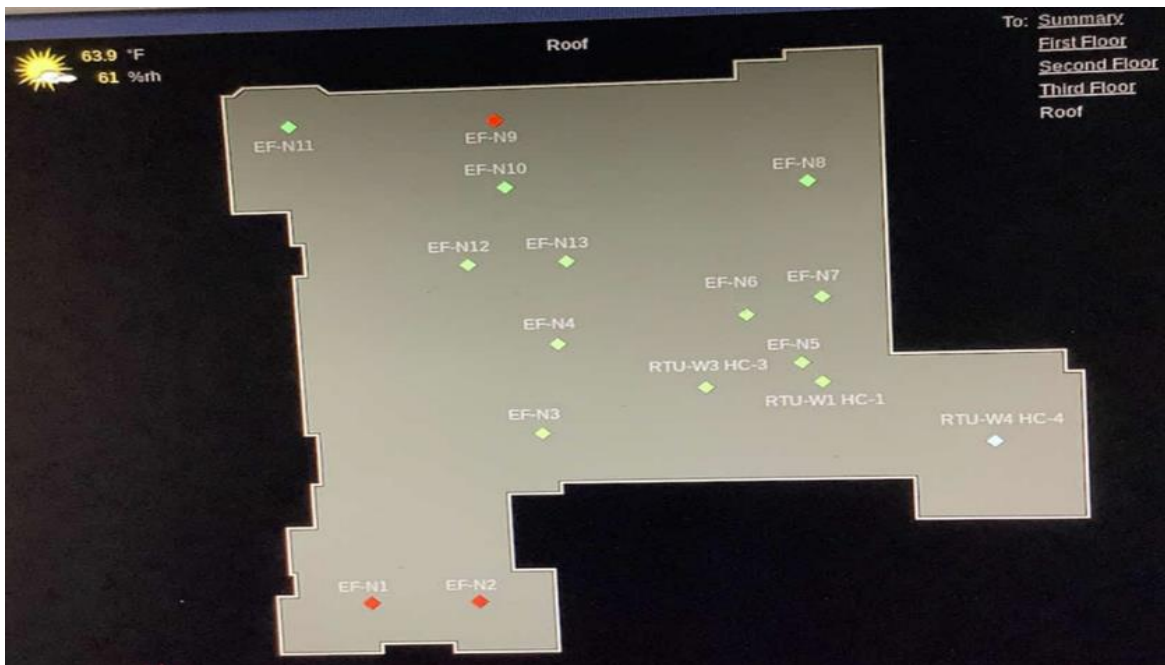 63.9 °F
61 %rh
Roof
To: Summary
First Floor
Second Floor
Third Floor
Roof
EF-N11
EF-N9
EF-N10
EF-N8
EF-N12
EF-N13
EF-N6
EF-N7
EF-N4
EF-N5
RTU-W3 HC-3
RTU-W1 HC-1
EF-N3
RTU-W4 HC-4
EF-N1
EF-N2